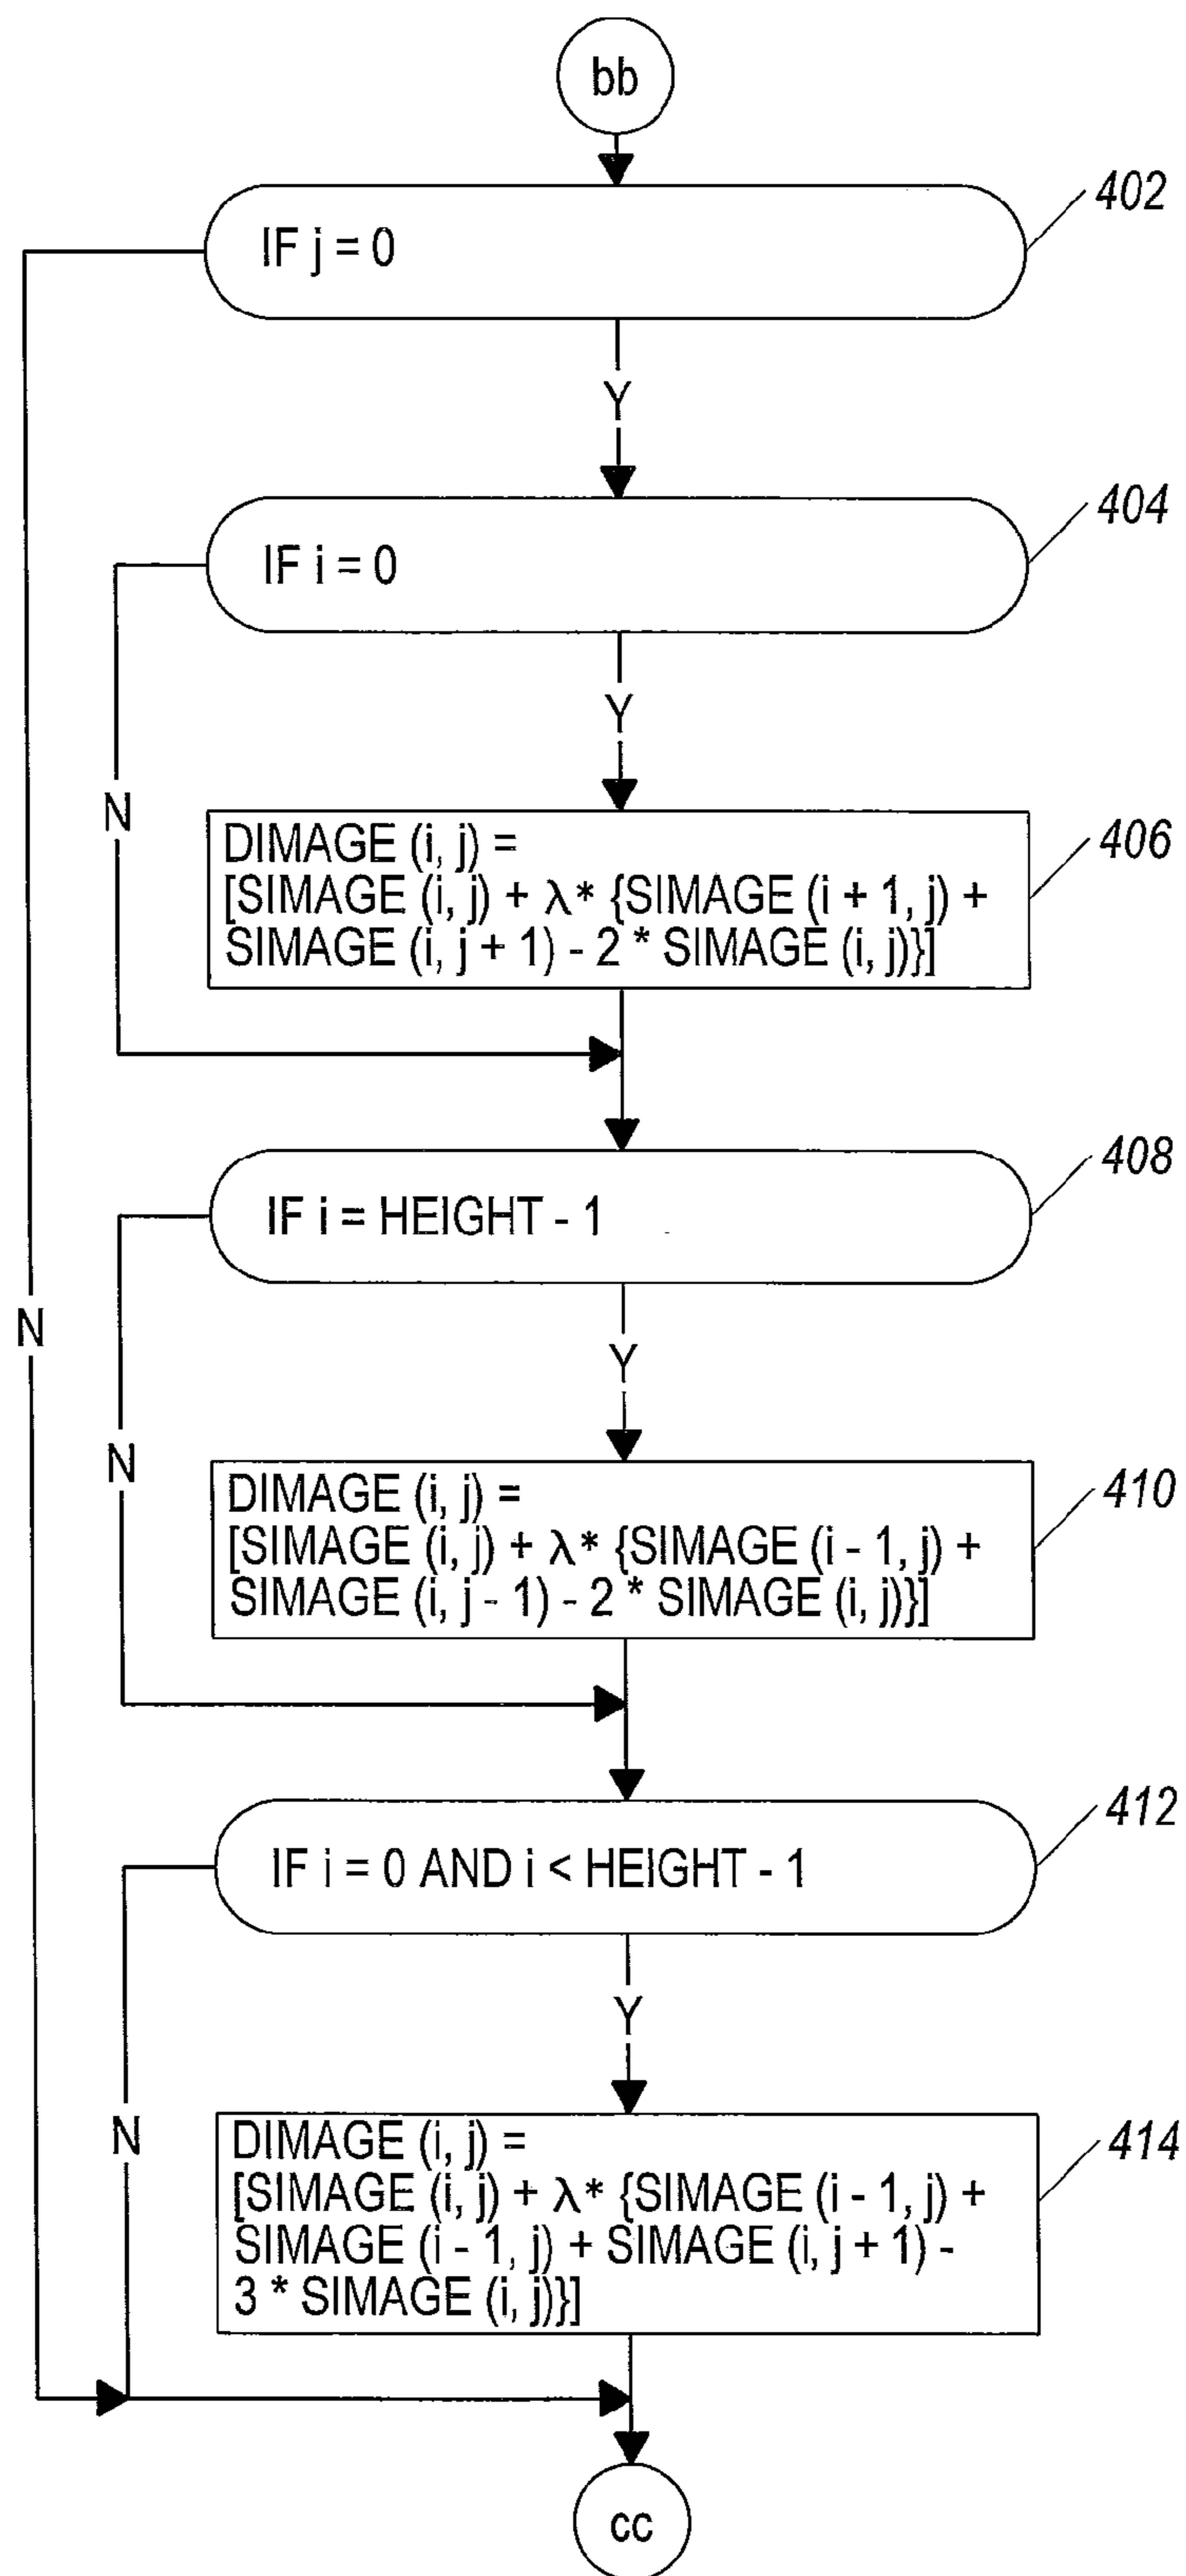 bb
402
IF j = 0
Y
404
IF i = 0
Y
N
406
DIMAGE (i, j) =
[SIMAGE (i, j) + λ* {SIMAGE (i + 1, j) +
SIMAGE (i, j + 1) - 2 * SIMAGE (i, j)}]
408
IF i = HEIGHT - 1
N
Y
N
410
DIMAGE (i, j) =
[SIMAGE (i, j) + λ* {SIMAGE (i - 1, j) +
SIMAGE (i, j - 1) - 2 * SIMAGE (i, j)}]
412
IF i = 0 AND i < HEIGHT - 1
Y
N
414
DIMAGE (i, j) =
[SIMAGE (i, j) + λ* {SIMAGE (i - 1, j) +
SIMAGE (i - 1, j) + SIMAGE (i, j + 1) -
3 * SIMAGE (i, j)}]
cc